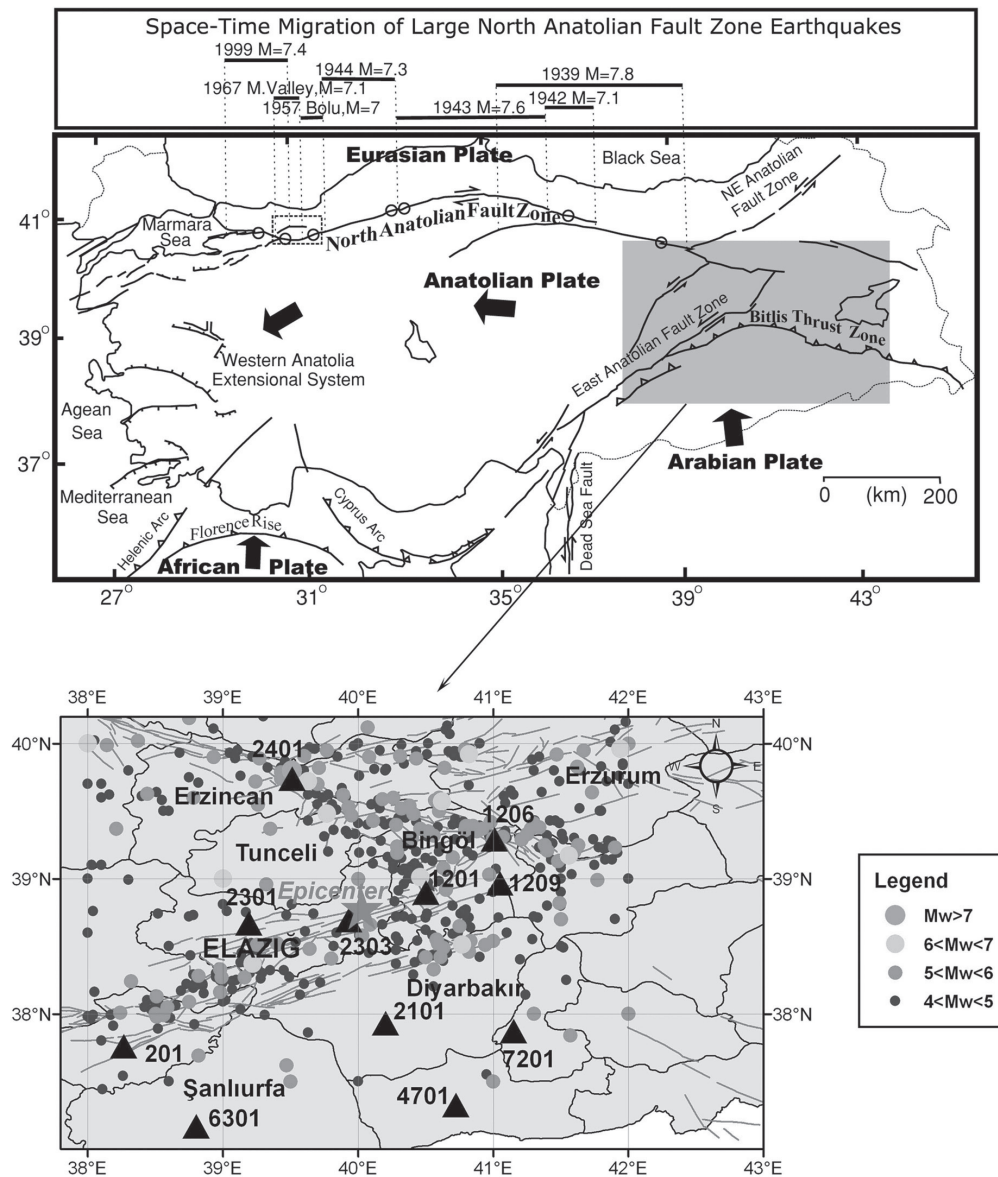 Space-Time Migration of Large North Anatolian Fault Zone Earthquakes
1999 M=7.4
1944 M=7.3
1939 M=7.8
1967 M.Valley,M=7.1
1942 M=7.1
1957 Bolu,M=7
1943 M=7.6
Eurasian Plate
Black Sea
NE Anatolian
Fault Zone
41°
Marmara
Sea
North Anatolian Fault Zone
Anatolian Plate
39°
East Anatolian Fault Zone
Bitlis Thrust Zone
Western Anatolia
Extensional System
Agean
Sea
37°
Arabian Plate
Mediterranean
Sea
0 (km) 200
Helenic Arc
Florence Rise
Cyprus Arc
Dead Sea Fault
African Plate
27° 31° 35° 39° 43°
38°E 39°E 40°E 41°E 42°E 43°E
N
W E
S
40°N 40°N
2401
Erzurum
Erzincan
1206
Bingöl
Tunceli
39°N 39°N
1201
1209
Epicenter
2301
ELAZIĞ
2303
Diyarbakır
2101
38°N 38°N
201
7201
Şanlıurfa
4701
6301
38°E 39°E 40°E 41°E 42°E 43°E
Legend
Mw>7
6<Mw<7
5<Mw<6
4<Mw<5